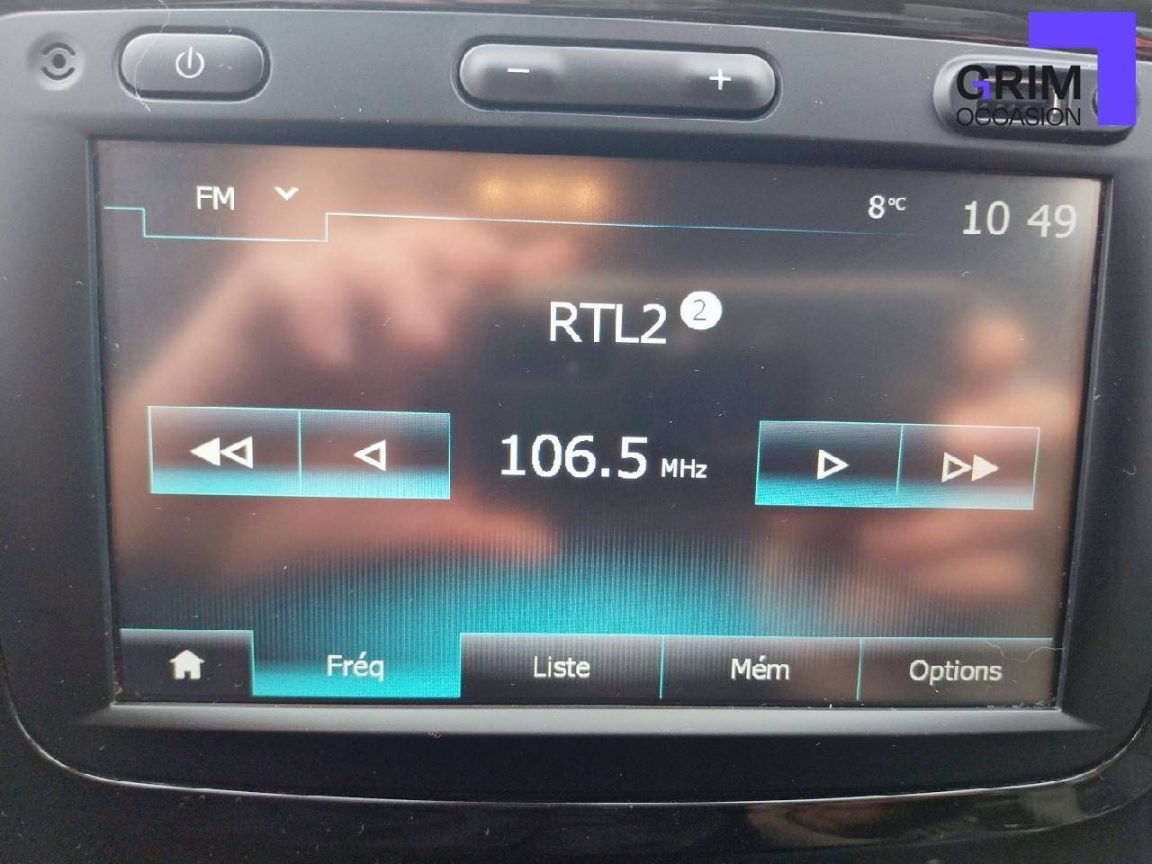 GRIM
OCCASION
FM
8°C
10 49
RTL2 2
106.5 MHz
Fréq
Liste
Mém
Options